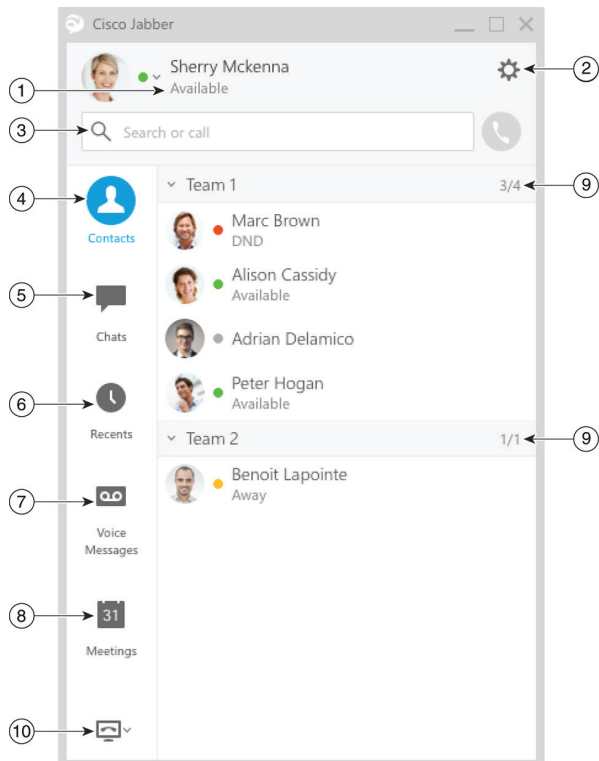 Cisco Jabber
Sherry Mckenna
Available
1
2
3
Search or call
4
Contacts
Team 1
3/4
9
Marc Brown
DND
Alison Cassidy
Available
5
Chats
Adrian Delamico
Peter Hogan
Available
6
Recents
Team 2
1/1
9
Benoit Lapointe
Away
7
Voice
Messages
8
31
Meetings
10